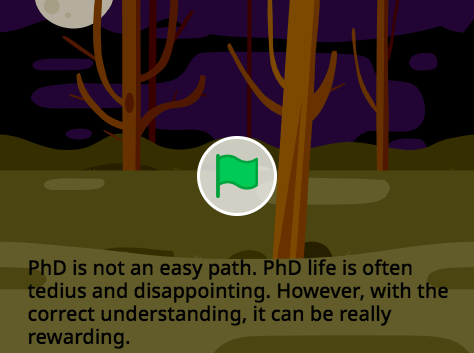 PhD is not an easy path. PhD life is often
tedius and disappointing. However, with the
correct understanding, it can be really
rewarding.